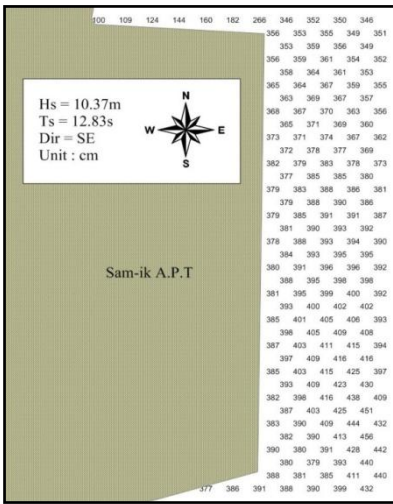 100 109 124 144 160 182 266 346 352 350 346
356 353 355 349 351
353 359 356 349
356 359 361 354 352
358 364 361 353
365 364 367 359 355
363 369 367 357
Hs = 10.37m
Ts = 12.83s
Dir = SE
Unit : cm
N
W E
S
368 367 370 363 356
365 371 369 360
373 371 374 367 362
372 378 377 369
382 379 383 378 373
377 385 385 380
379 383 388 386 381
379 388 390 386
379 385 391 391 387
381 390 393 392
378 388 393 394 390
384 393 395 395
Sam-ik A.P.T
380 391 396 396 392
388 395 398 398
381 395 399 400 392
393 400 402 402
385 401 405 406 393
398 405 409 408
387 403 411 415 394
397 409 416 416
385 403 415 425 397
393 409 423 430
382 398 416 438 409
387 403 425 451
383 390 409 444 432
382 390 413 456
390 380 391 428 442
380 379 393 440
388 381 385 411 440
377 386 391 388 388 399 432